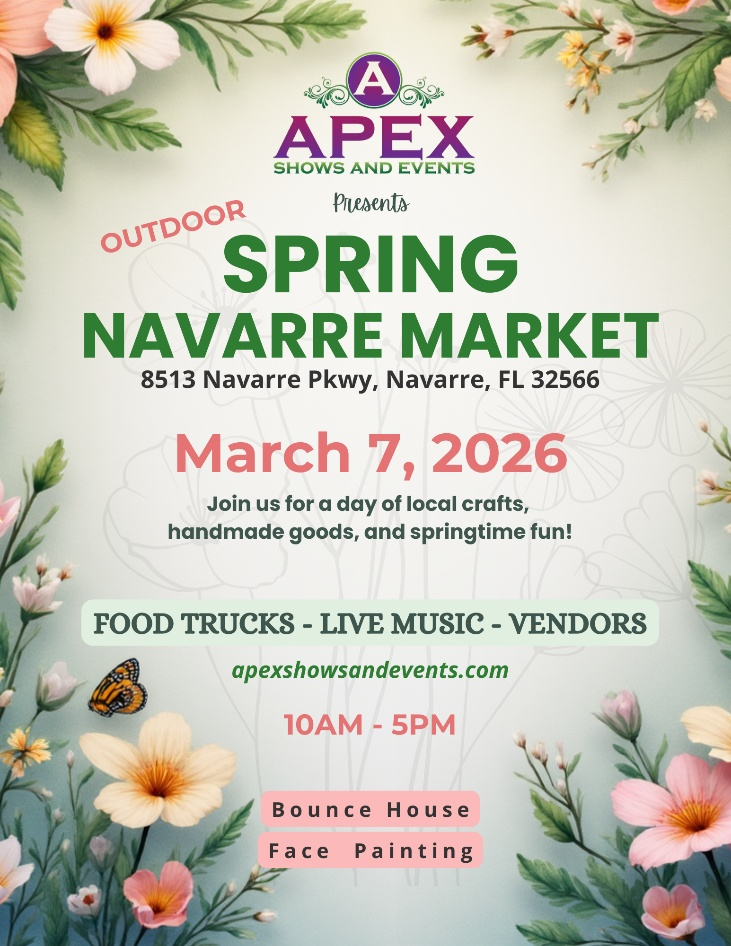 A
APEX
SHOWS AND EVENTS
Presents
OUTDOOR
SPRING
NAVARRE MARKET
8513 Navarre Pkwy, Navarre, FL 32566
March 7, 2026
Join us for a day of local crafts,
handmade goods, and springtime fun!
FOOD TRUCKS - LIVE MUSIC - VENDORS
apexshowsandevents.com
10AM - 5PM
Bounce House
Face Painting